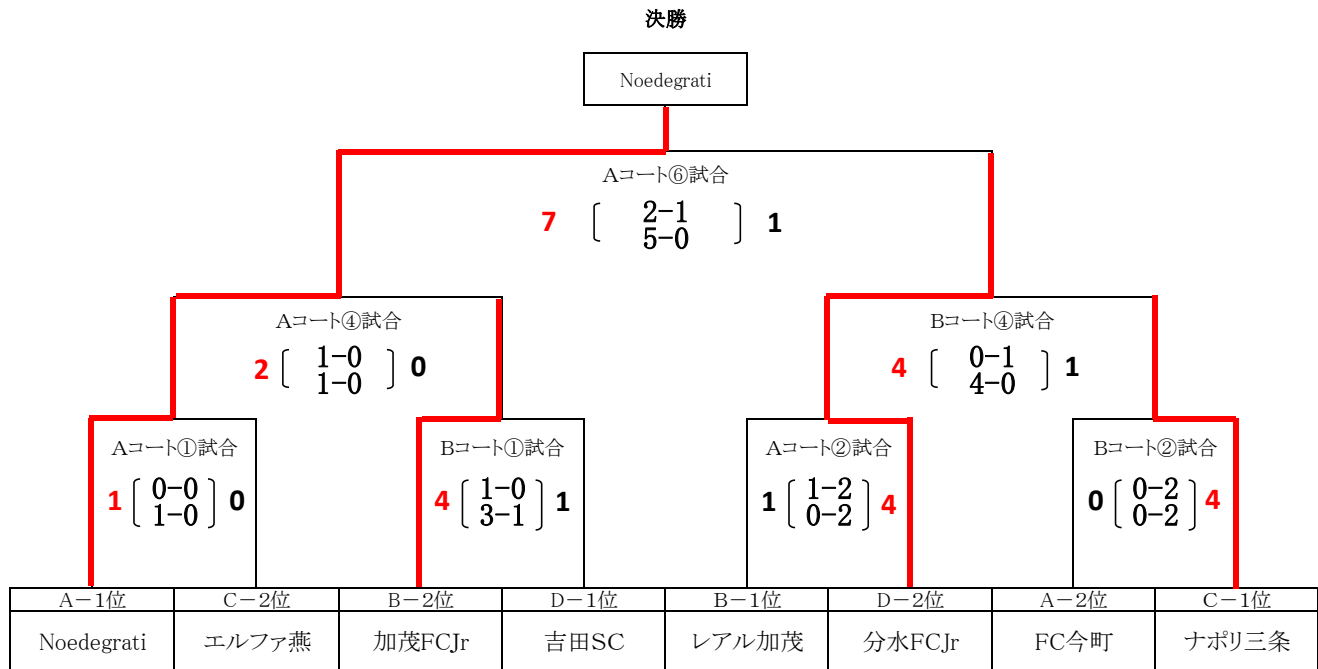 決勝
Noedegrati
Aコート⑥試合
7 〔 2-1 〕 1
5-0
Aコート④試合
2 〔 1-0 〕 0
1-0
Bコート④試合
4 〔 0-1 〕 1
4-0
Aコート①試合
1 〔 0-0 〕 0
1-0
Bコート①試合
4 〔 1-0 〕 1
3-1
Aコート②試合
1 〔 1-2 〕 4
0-2
Bコート②試合
0 〔 0-2 〕 4
0-2
A-1位 C-2位 B-2位 D-1位 B-1位 D-2位 A-2位 C-1位
Noedegrati エルファ燕 加茂FCJr 吉田SC レアル加茂 分水FCJr FC今町 ナポリ三条